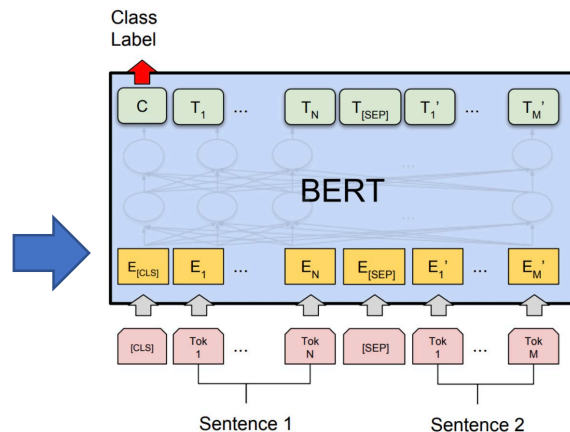 Class
Label
C T1 ... TN T[SEP] T1' ... TM'
...
BERT
...
E[CLS] E1 ... EN E[SEP] E1' ... EM'
[CLS] Tok 1 ... Tok N [SEP] Tok 1 ... Tok M
Sentence 1 Sentence 2